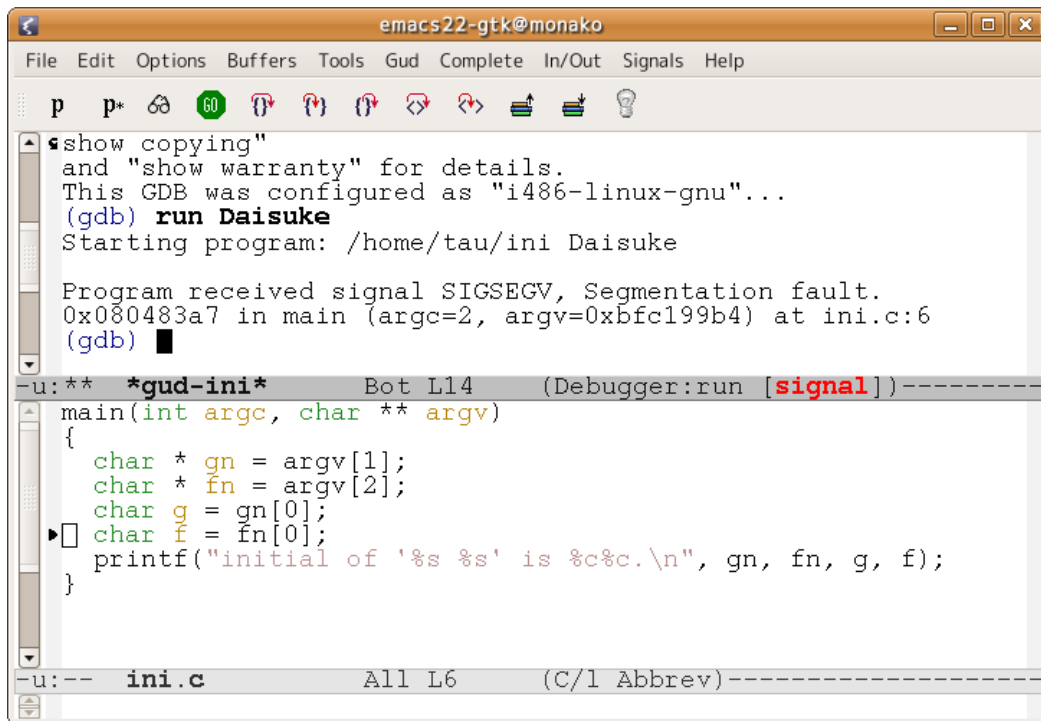 emacs22-gtk@monako
File Edit Options Buffers Tools Gud Complete In/Out Signals Help
p p* GO {} {} {} <> <>
show copying"
and "show warranty" for details.
This GDB was configured as "i486-linux-gnu"...
(gdb) run Daisuke
Starting program: /home/tau/ini Daisuke
Program received signal SIGSEGV, Segmentation fault.
0x080483a7 in main (argc=2, argv=0xbfc199b4) at ini.c:6
(gdb)
-u:** *gud-ini* Bot L14 (Debugger:run [signal])---------
main(int argc, char ** argv)
{
char * gn = argv[1];
char * fn = argv[2];
char g = gn[0];
char f = fn[0];
printf("initial of '%s %s' is %c%c.\n", gn, fn, g, f);
}
-u:-- ini.c All L6 (C/l Abbrev)--------------------